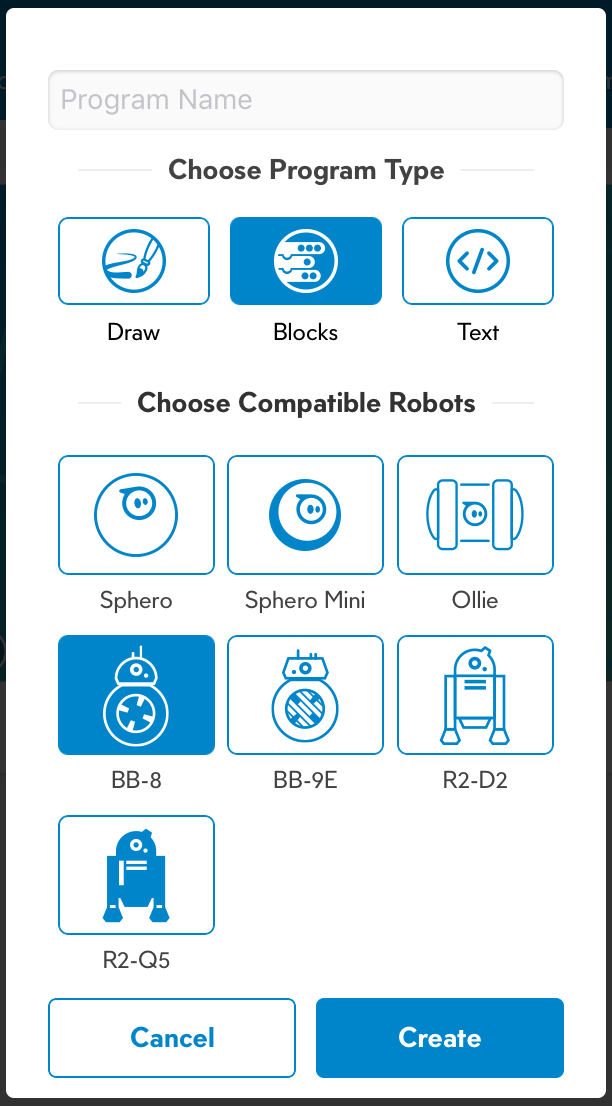 Program Name
Choose Program Type
Draw Blocks Text
Choose Compatible Robots
Sphero Sphero Mini Ollie
BB-8 BB-9E R2-D2
R2-Q5
Cancel Create